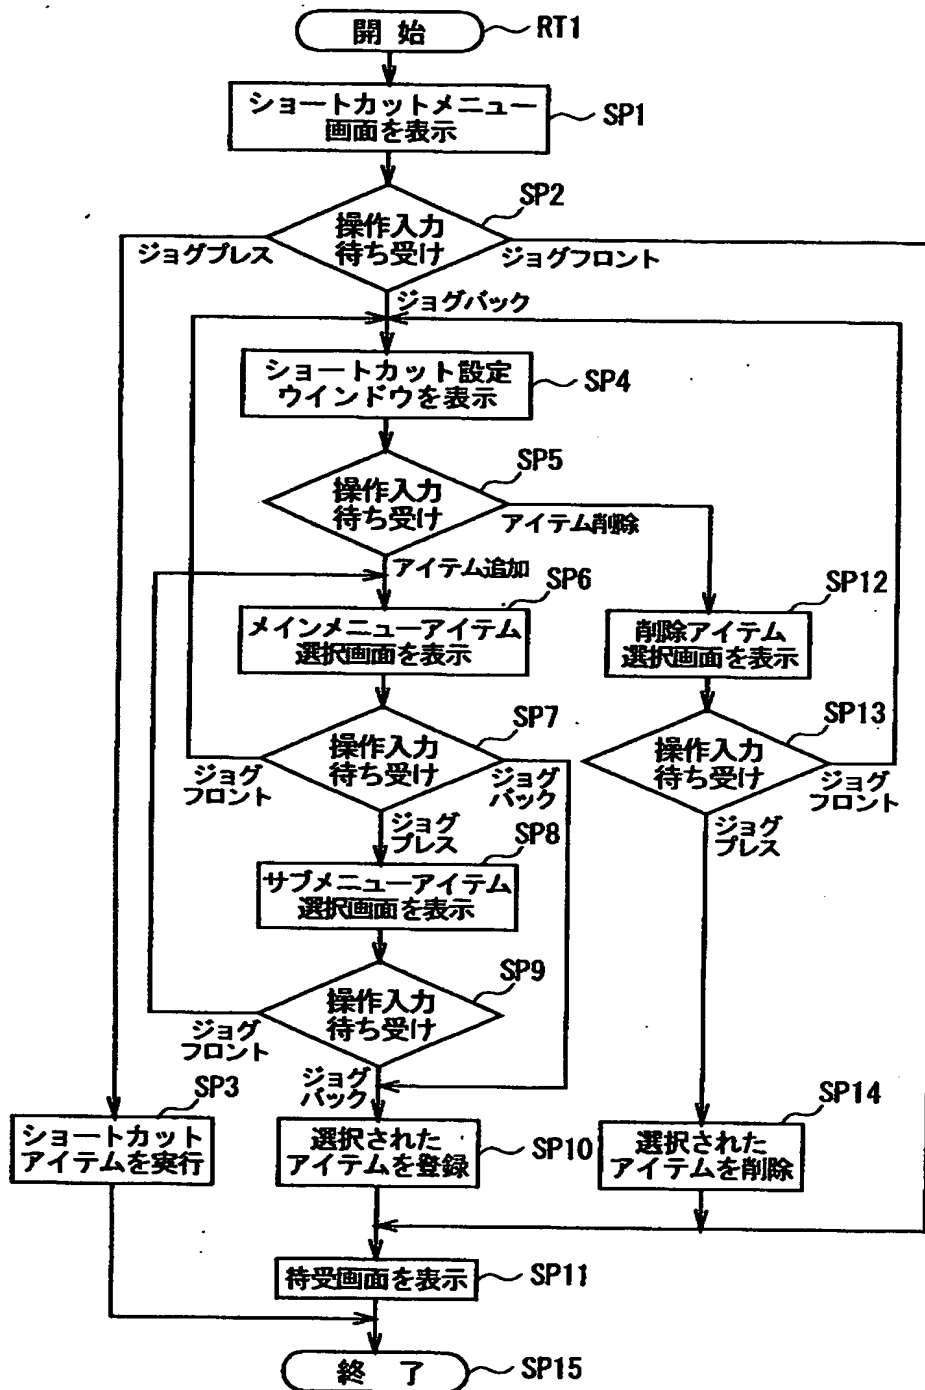 開 始
RT1
ショートカットメニュー
画面を表示
SP1
操作入力
待ち受け
SP2
ジョグプレス
ジョグフロント
ジョグバック
ショートカット設定
ウインドウを表示
SP4
操作入力
待ち受け
SP5
アイテム削除
アイテム追加
メインメニューアイテム
選択画面を表示
SP6
削除アイテム
選択画面を表示
SP12
操作入力
待ち受け
SP7
ジョグ
フロント
ジョグ
バック
ジョグ
プレス
操作入力
待ち受け
SP13
ジョグ
フロント
ジョグ
プレス
サブメニューアイテム
選択画面を表示
SP8
操作入力
待ち受け
SP9
ジョグ
フロント
ジョグ
バック
ショートカット
アイテムを実行
SP3
選択された
アイテムを登録
SP10
選択された
アイテムを削除
SP14
待受画面を表示
SP11
終 了
SP15